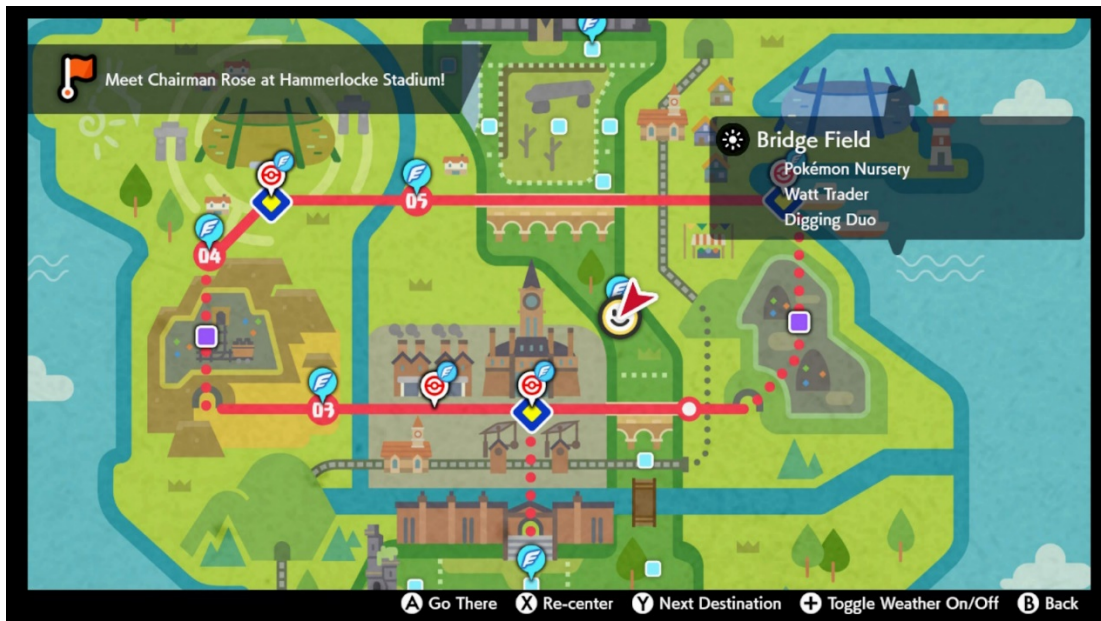 Meet Chairman Rose at Hammerlocke Stadium!
Bridge Field
Pokémon Nursery
Watt Trader
Digging Duo
05
04
03
A Go There X Re-center Y Next Destination + Toggle Weather On/Off B Back